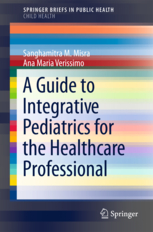 SPRINGER BRIEFS IN PUBLIC HEALTH
CHILD HEALTH
Sanghamitra M. Misra
Ana Maria Verissimo
A Guide to
Integrative
Pediatrics for
the Healthcare
Professional
Springer